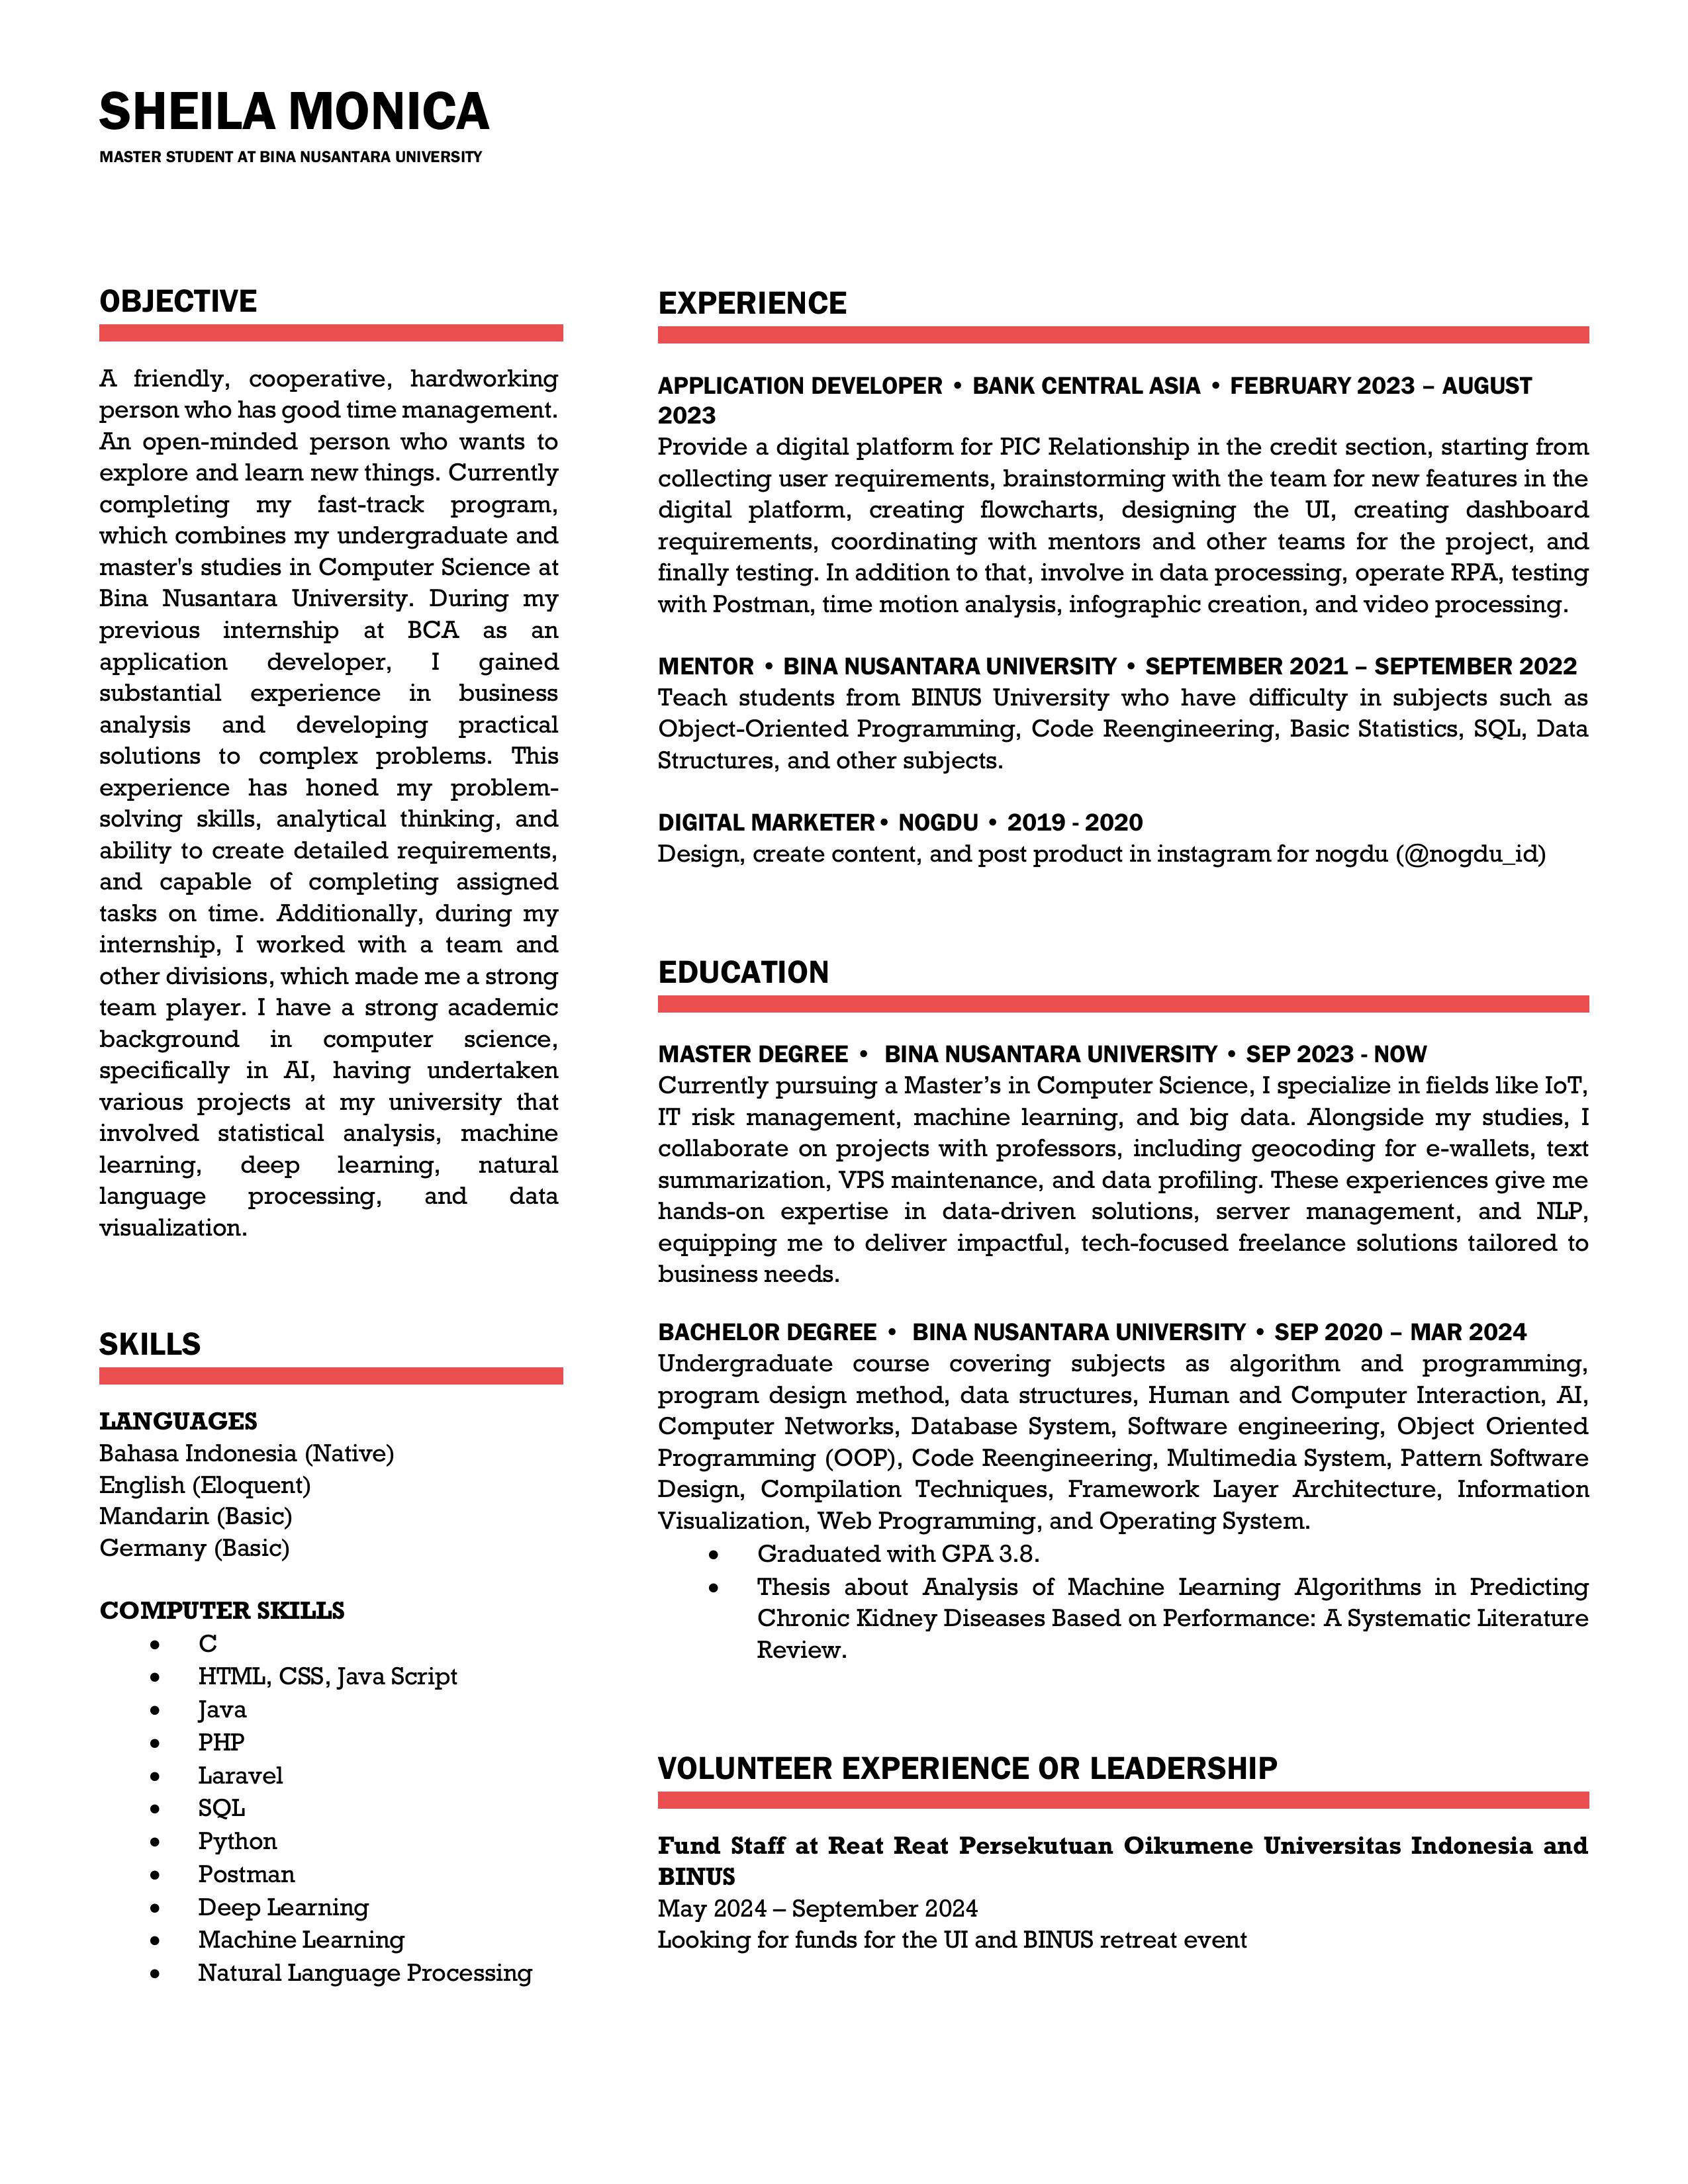 SHEILA MONICA
MASTER STUDENT AT BINA NUSANTARA UNIVERSITY
OBJECTIVE
A friendly, cooperative, hardworking
person who has good time management.
An open-minded person who wants to
explore and learn new things. Currently
completing my fast-track program,
which combines my undergraduate and
master's studies in Computer Science at
Bina Nusantara University. During my
previous internship at BCA as an
application developer, I gained
substantial experience in business
analysis and developing practical
solutions to complex problems. This
experience has honed my problem-
solving skills, analytical thinking, and
ability to create detailed requirements,
and capable of completing assigned
tasks on time. Additionally, during my
internship, I worked with a team and
other divisions, which made me a strong
team player. I have a strong academic
background in computer science,
specifically in AI, having undertaken
various projects at my university that
involved statistical analysis, machine
learning, deep learning, natural
language processing, and data
visualization.
SKILLS
LANGUAGES
Bahasa Indonesia (Native)
English (Eloquent)
Mandarin (Basic)
Germany (Basic)
COMPUTER SKILLS
• C
• HTML, CSS, Java Script
• Java
• PHP
• Laravel
• SQL
• Python
• Postman
• Deep Learning
• Machine Learning
• Natural Language Processing
EXPERIENCE
APPLICATION DEVELOPER • BANK CENTRAL ASIA • FEBRUARY 2023 – AUGUST
2023
Provide a digital platform for PIC Relationship in the credit section, starting from
collecting user requirements, brainstorming with the team for new features in the
digital platform, creating flowcharts, designing the UI, creating dashboard
requirements, coordinating with mentors and other teams for the project, and
finally testing. In addition to that, involve in data processing, operate RPA, testing
with Postman, time motion analysis, infographic creation, and video processing.
MENTOR • BINA NUSANTARA UNIVERSITY • SEPTEMBER 2021 – SEPTEMBER 2022
Teach students from BINUS University who have difficulty in subjects such as
Object-Oriented Programming, Code Reengineering, Basic Statistics, SQL, Data
Structures, and other subjects.
DIGITAL MARKETER• NOGDU • 2019 - 2020
Design, create content, and post product in instagram for nogdu (@nogdu_id)
EDUCATION
MASTER DEGREE • BINA NUSANTARA UNIVERSITY • SEP 2023 - NOW
Currently pursuing a Master’s in Computer Science, I specialize in fields like IoT,
IT risk management, machine learning, and big data. Alongside my studies, I
collaborate on projects with professors, including geocoding for e-wallets, text
summarization, VPS maintenance, and data profiling. These experiences give me
hands-on expertise in data-driven solutions, server management, and NLP,
equipping me to deliver impactful, tech-focused freelance solutions tailored to
business needs.
BACHELOR DEGREE • BINA NUSANTARA UNIVERSITY • SEP 2020 – MAR 2024
Undergraduate course covering subjects as algorithm and programming,
program design method, data structures, Human and Computer Interaction, AI,
Computer Networks, Database System, Software engineering, Object Oriented
Programming (OOP), Code Reengineering, Multimedia System, Pattern Software
Design, Compilation Techniques, Framework Layer Architecture, Information
Visualization, Web Programming, and Operating System.
• Graduated with GPA 3.8.
• Thesis about Analysis of Machine Learning Algorithms in Predicting
Chronic Kidney Diseases Based on Performance: A Systematic Literature
Review.
VOLUNTEER EXPERIENCE OR LEADERSHIP
Fund Staff at Reat Reat Persekutuan Oikumene Universitas Indonesia and
BINUS
May 2024 – September 2024
Looking for funds for the UI and BINUS retreat event